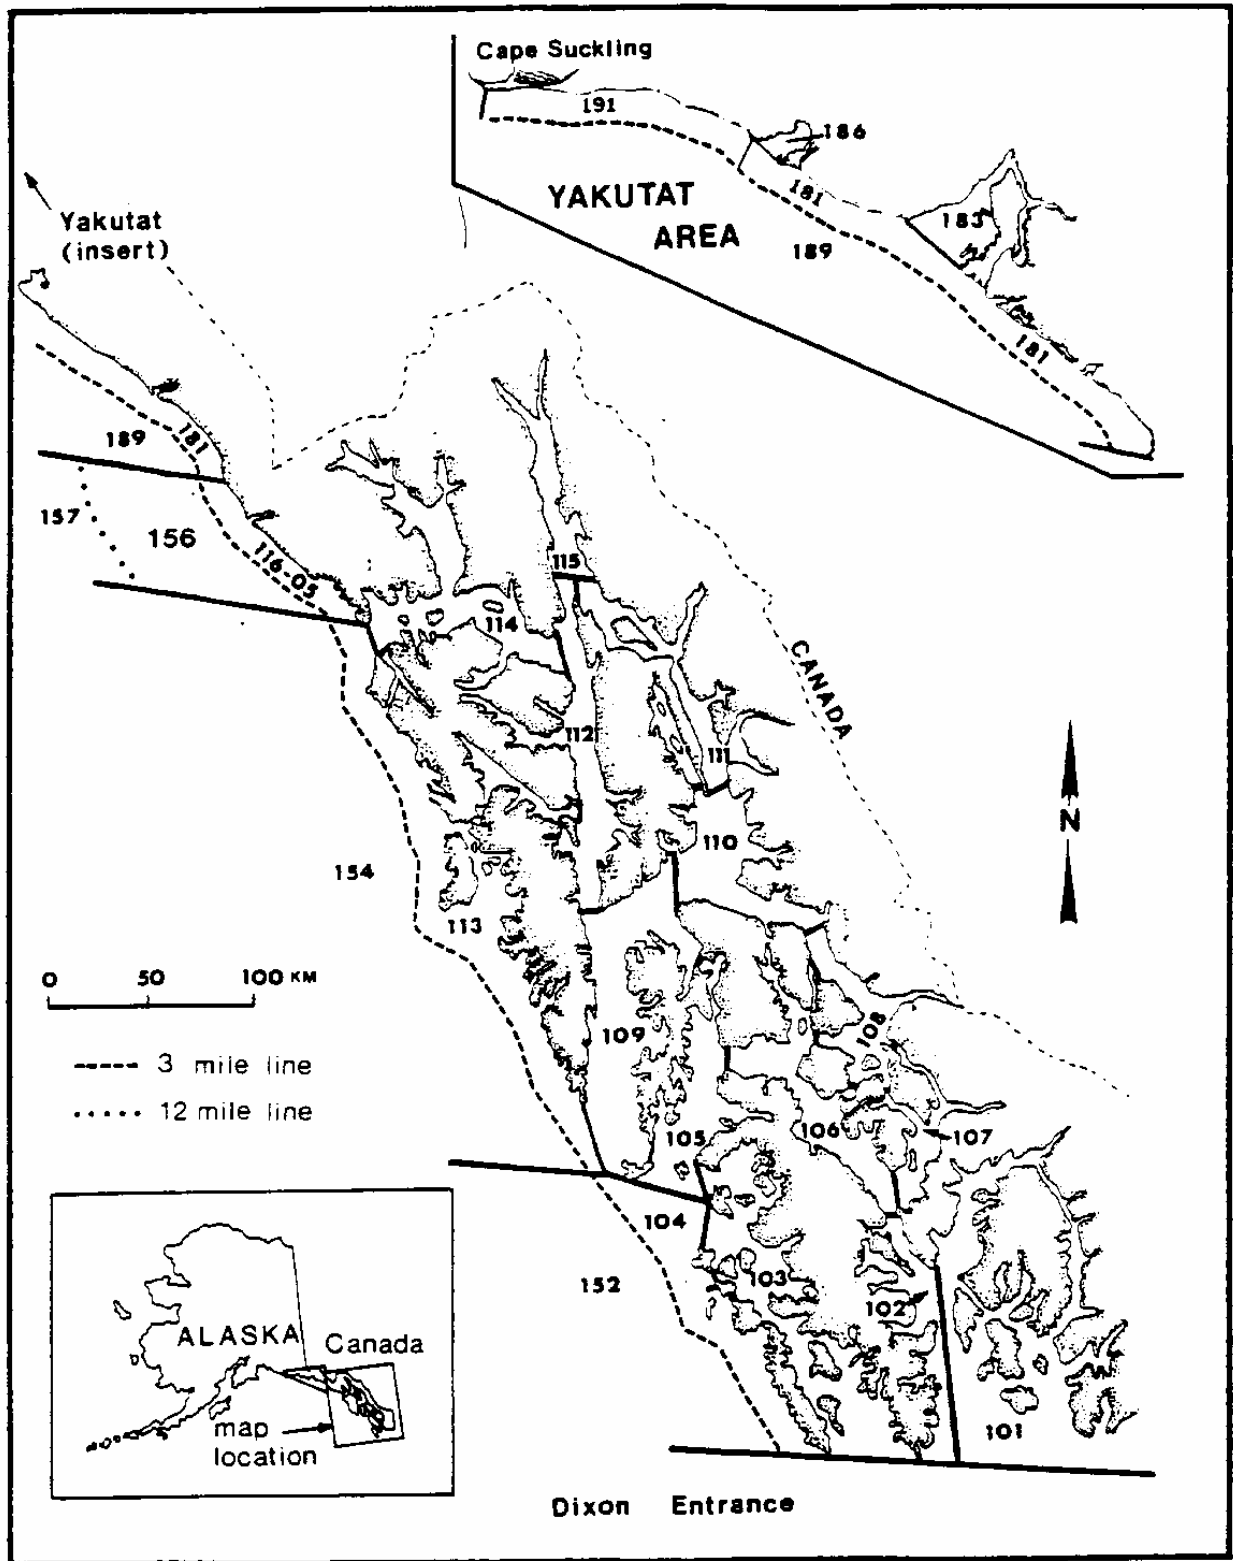 Cape Suckling
191
186
Yakutat
(insert)
YAKUTAT
AREA
181
183
189
181
189
181
157
156
116-05
115
114
CANADA
112
111
N
110
154
113
0 50 100 KM
109
108
3 mile line
12 mile line
105
106
107
104
152
103
102
ALASKA
Canada
map
location
101
Dixon Entrance